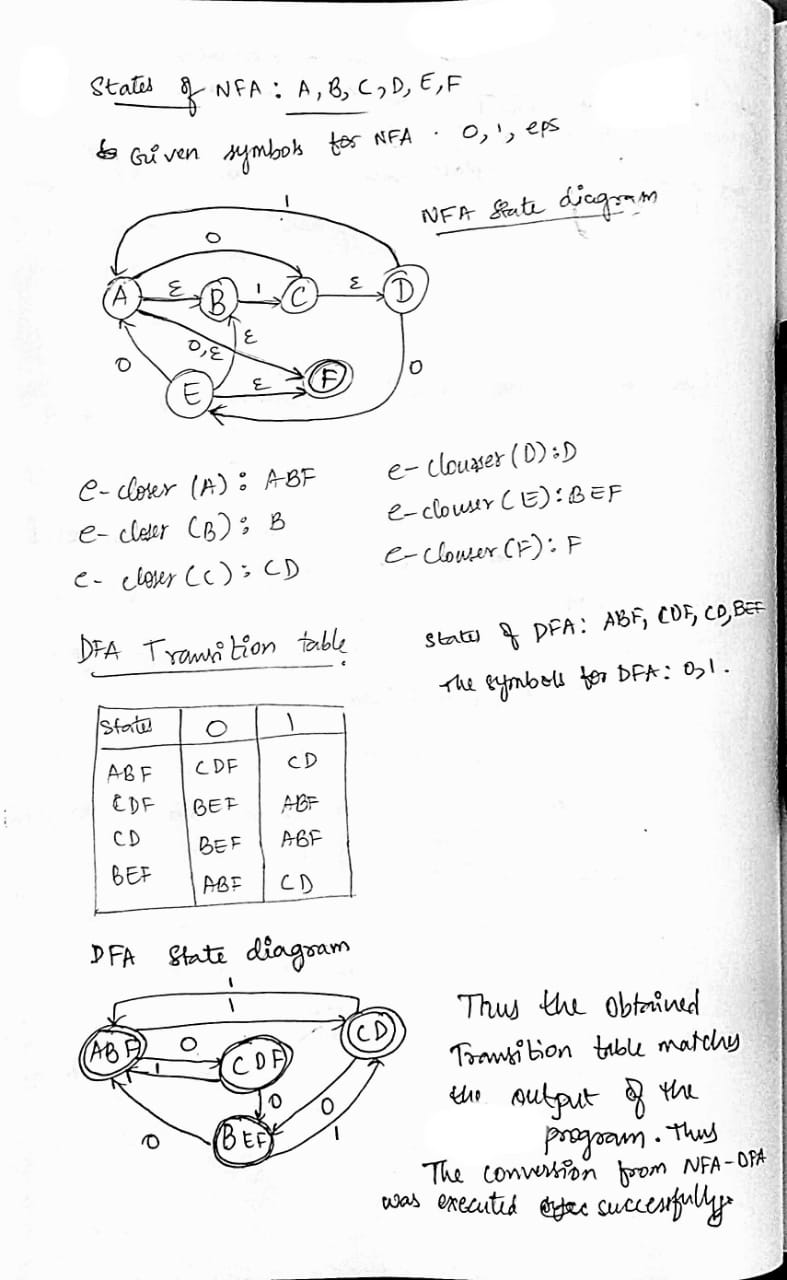 States of NFA : A, B, C, D, E, F
Given symbols for NFA . 0, 1, eps
NFA State diagram
1
0
A ε B 1 C ε D
0,ε ε
0 E ε F 0
e-closer (A) : ABF
e-closer (B) : B
e-closer (C) : CD
e-clouser (D) : D
e-clouser (E) : BEF
e-clouser (F) : F
DFA Transition table
States of DFA: ABF, CDF, CD, BEF
The symbols for DFA: 0,1.
States 0 1
ABF CDF CD
CDF BEF ABF
CD BEF ABF
BEF ABF CD
DFA State diagram
1
1
ABF 0 CDF CD
1
0 0
0 BEF 1
Thus the obtained
Transition table matchs
the output of the
program. Thus
The conversion from NFA-DFA
was executed successfully.